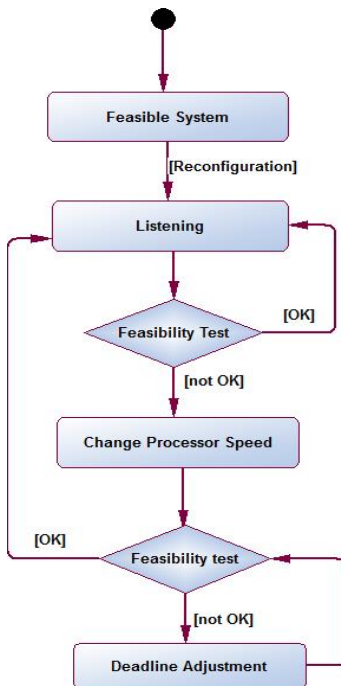 Feasible System
[Reconfiguration]
Listening
Feasibility Test
[OK]
[not OK]
Change Processor Speed
[OK]
Feasibility test
[not OK]
Deadline Adjustment